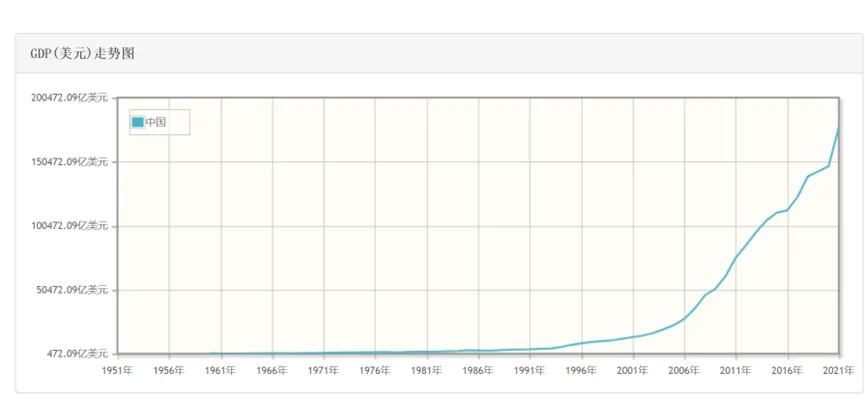 GDP(美元)走势图
200472.09亿美元
中国
150472.09亿美元
100472.09亿美元
50472.09亿美元
472.09亿美元
1951年 1956年 1961年 1966年 1971年 1976年 1981年 1986年 1991年 1996年 2001年 2006年 2011年 2016年 2021年